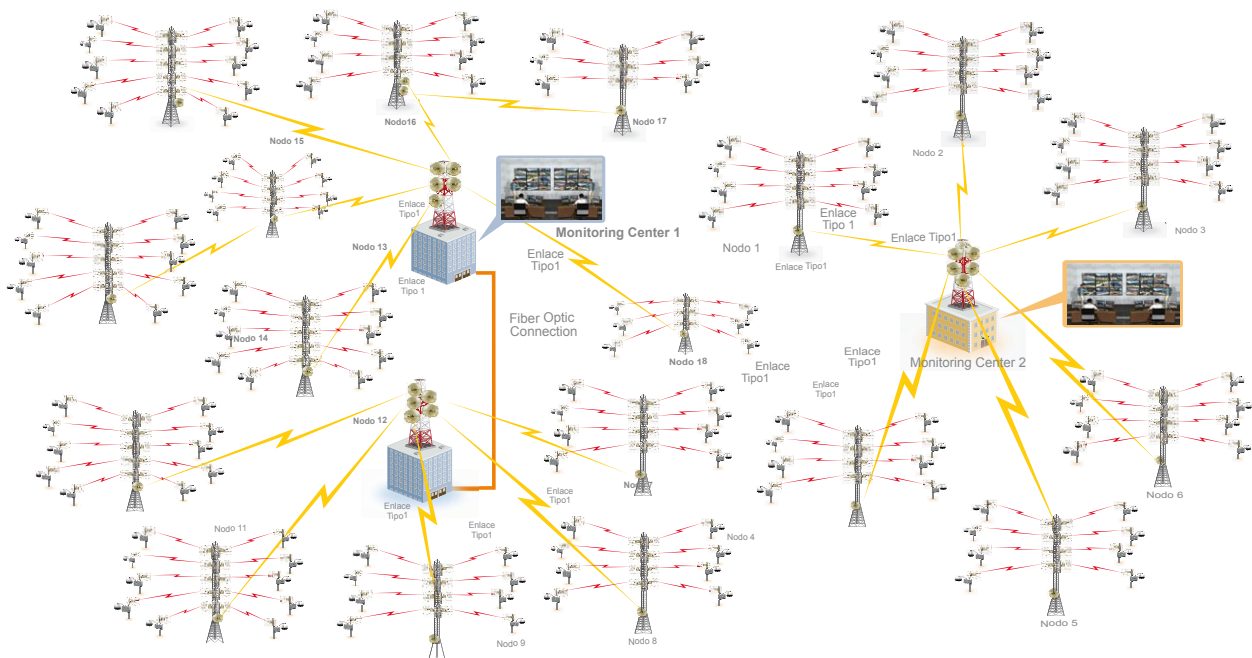 Nodo 15
Nodo16
Nodo 17
Nodo 2
Nodo 3
Enlace
Tipo1
Monitoring Center 1
Enlace
Tipo 1
Nodo 1
Enlace Tipo1
Enlace Tipo1
Nodo 13
Enlace
Tipo 1
Enlace
Tipo1
Fiber Optic
Connection
Nodo 14
Nodo 18
Enlace
Tipo1
Enlace
Tipo1
Monitoring Center 2
Enlace
Tipo1
Nodo 12
Enlace
Tipo1
Enlace
Tipo1
Enlace
Tipo1
Nodo 6
Nodo 11
Nodo 4
Nodo 9
Nodo 8
Nodo 5